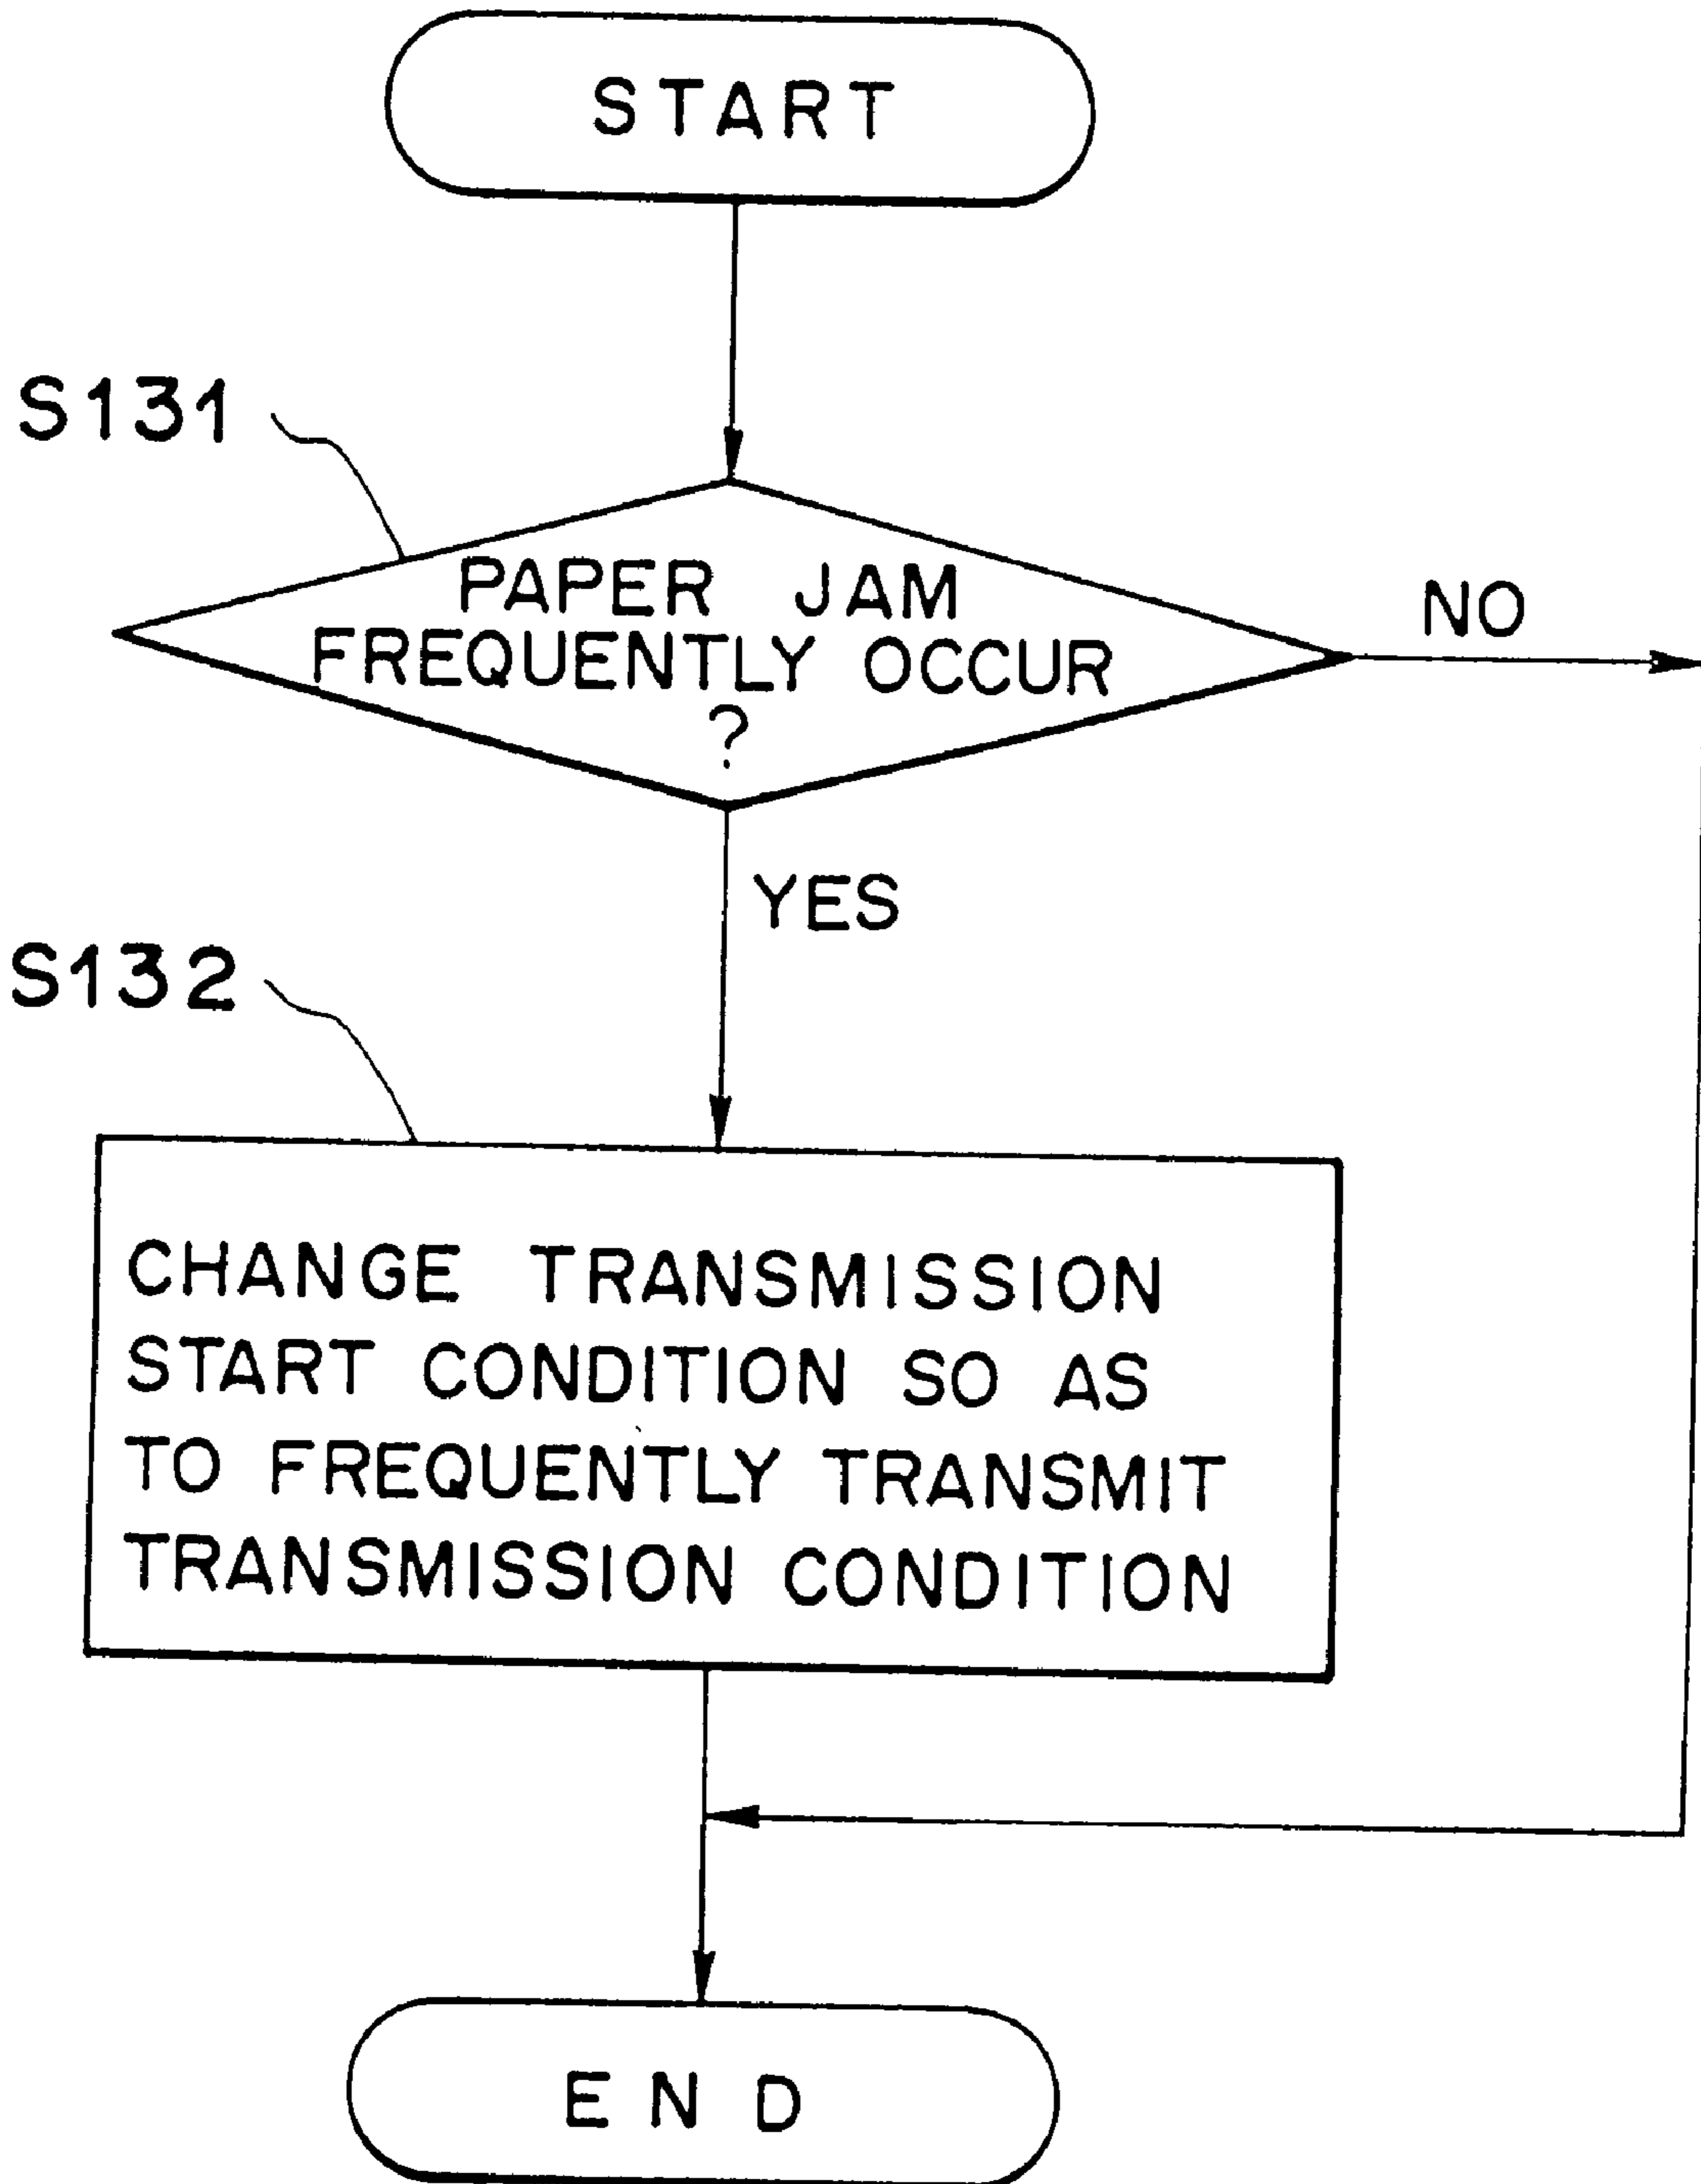 START
S131
PAPER JAM
FREQUENTLY OCCUR
?
NO
YES
S132
CHANGE TRANSMISSION
START CONDITION SO AS
TO FREQUENTLY TRANSMIT
TRANSMISSION CONDITION
END